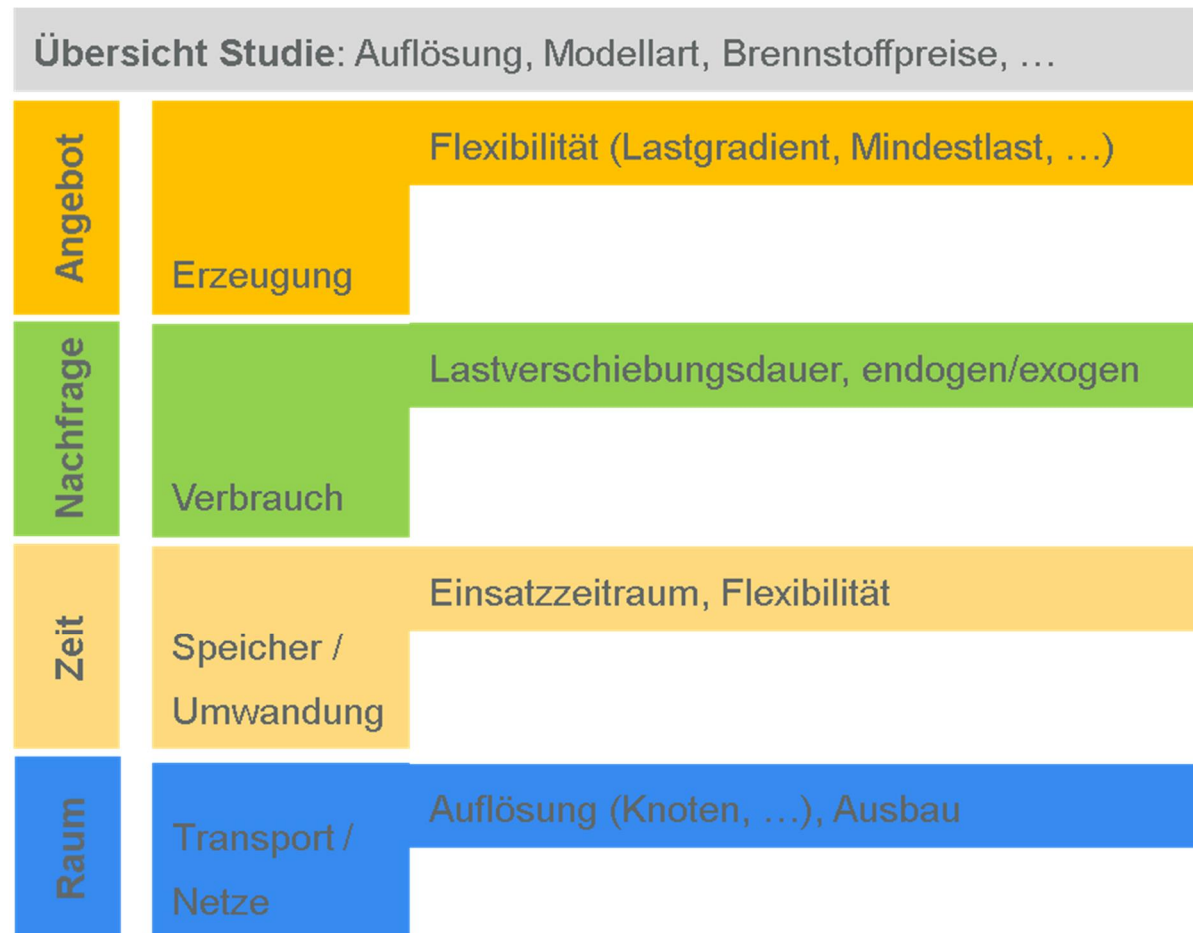 Übersicht Studie: Auflösung, Modellart, Brennstoffpreise, …
Angebot
Flexibilität (Lastgradient, Mindestlast, …)
Erzeugung
Nachfrage
Lastverschiebungsdauer, endogen/exogen
Verbrauch
Zeit
Einsatzzeitraum, Flexibilität
Speicher /
Umwandung
Raum
Auflösung (Knoten, …), Ausbau
Transport /
Netze